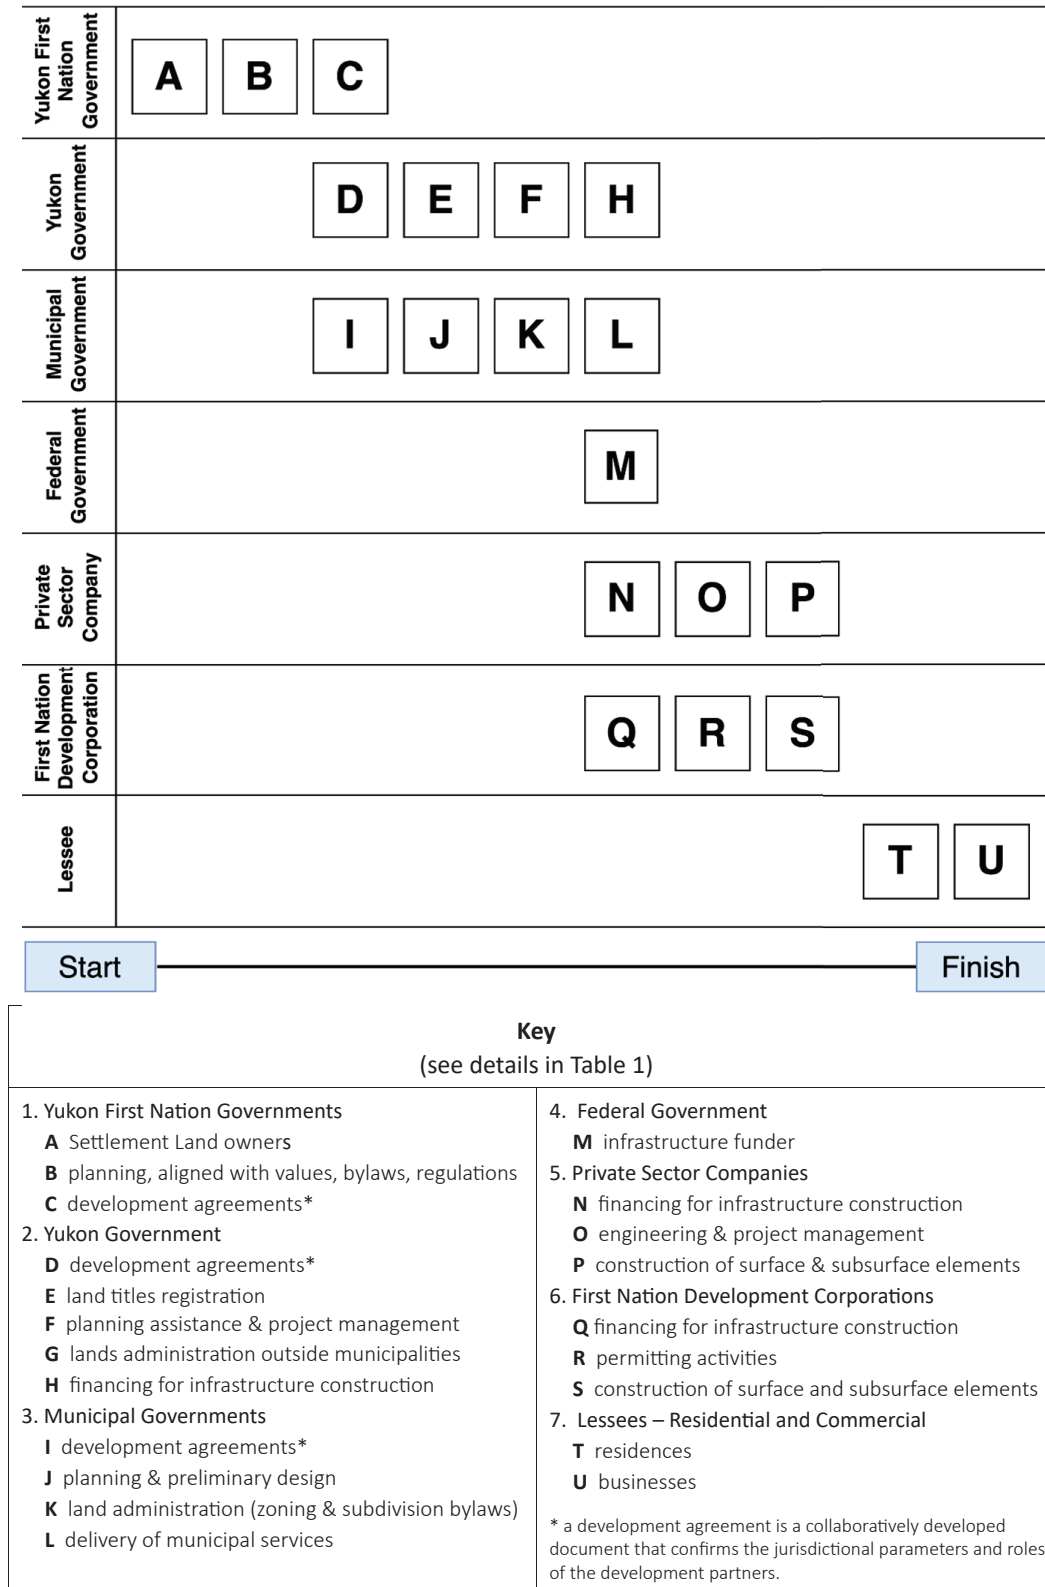 Yukon First
Nation
Government
A B C
Yukon
Government
D E F H
Municipal
Government
I J K L
Federal
Government
M
Private
Sector
Company
N O P
First Nation
Development
Corporation
Q R S
Lessee
T U
Start
Finish
Key
(see details in Table 1)
1. Yukon First Nation Governments
A Settlement Land owners
B planning, aligned with values, bylaws, regulations
C development agreements*
2. Yukon Government
D development agreements*
E land titles registration
F planning assistance & project management
G lands administration outside municipalities
H financing for infrastructure construction
3. Municipal Governments
I development agreements*
J planning & preliminary design
K land administration (zoning & subdivision bylaws)
L delivery of municipal services
4. Federal Government
M infrastructure funder
5. Private Sector Companies
N financing for infrastructure construction
O engineering & project management
P construction of surface & subsurface elements
6. First Nation Development Corporations
Q financing for infrastructure construction
R permitting activities
S construction of surface and subsurface elements
7. Lessees – Residential and Commercial
T residences
U businesses
* a development agreement is a collaboratively developed
document that confirms the jurisdictional parameters and roles
of the development partners.